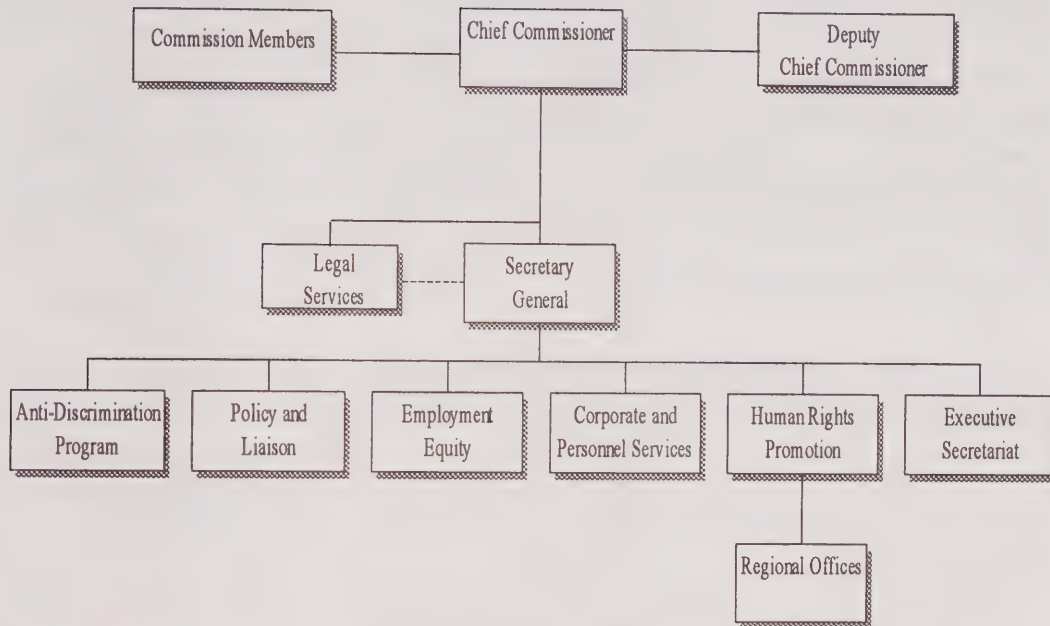 Commission Members
Chief Commissioner
Deputy
Chief Commissioner
Legal
Services
Secretary
General
Anti-Discrimination
Program
Policy and
Liaison
Employment
Equity
Corporate and
Personnel Services
Human Rights
Promotion
Executive
Secretariat
Regional Offices